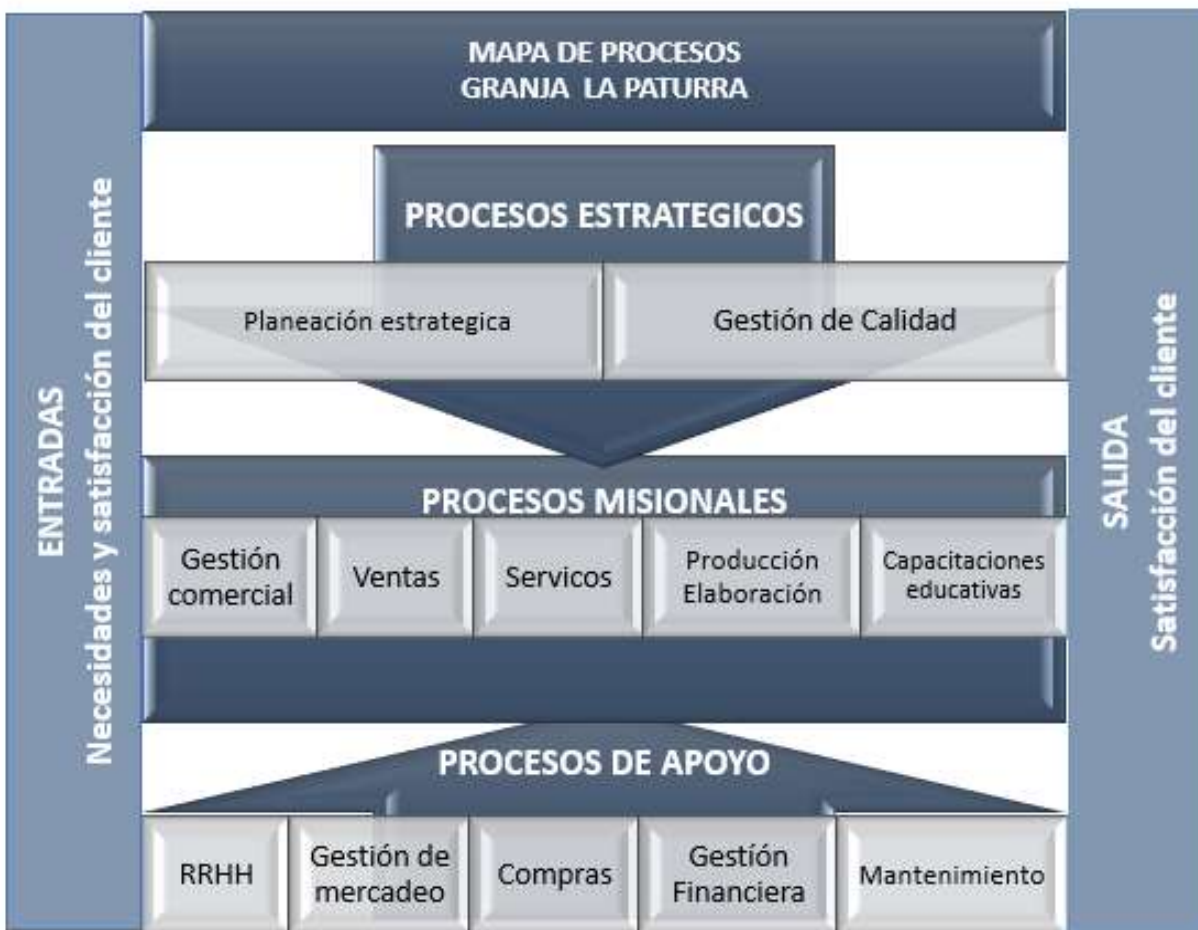 MAPA DE PROCESOS
GRANJA LA PATURRA
ENTRADAS
Necesidades y satisfacción del cliente
PROCESOS ESTRATEGICOS
Planeación estrategica
Gestión de Calidad
PROCESOS MISIONALES
Gestión
comercial
Ventas
Servicos
Producción
Elaboración
Capacitaciones
educativas
PROCESOS DE APOYO
RRHH
Gestión de
mercadeo
Compras
Gestíón
Financiera
Mantenimiento
SALIDA
Satisfacción del cliente